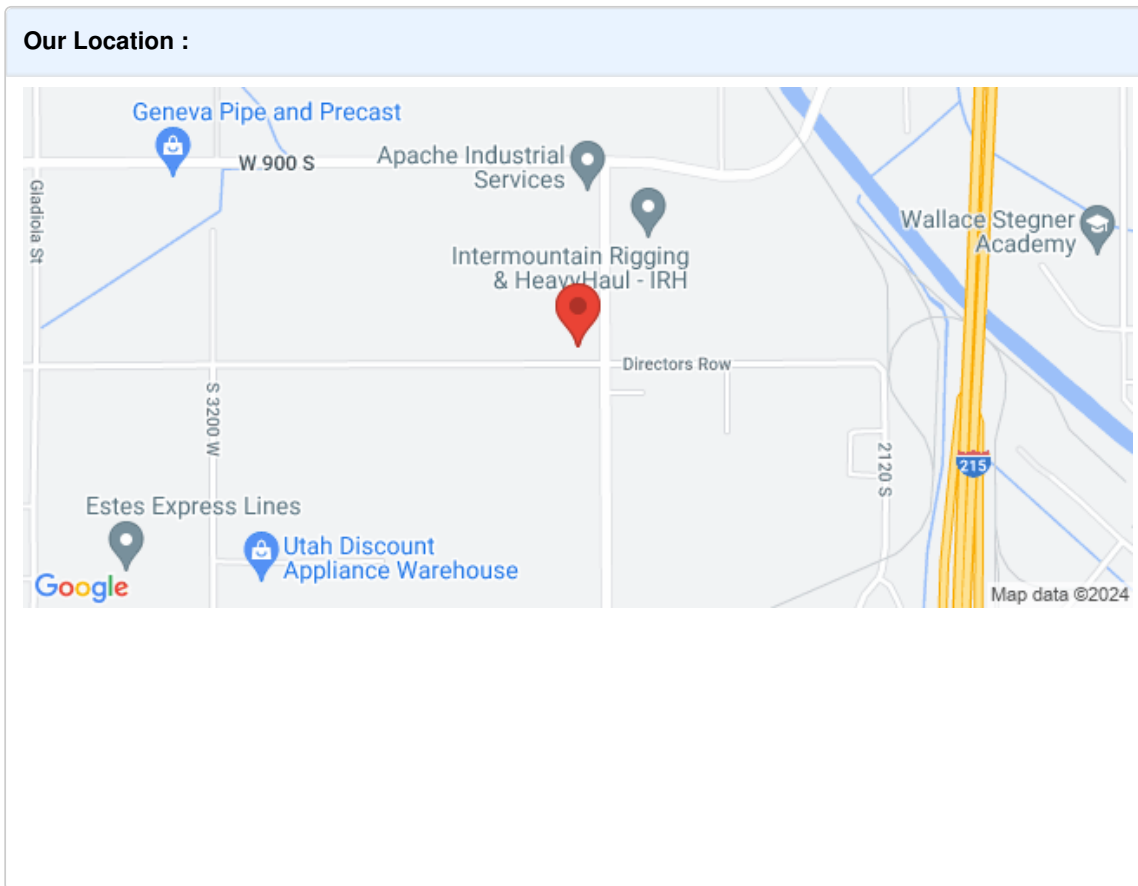 Our Location :
Geneva Pipe and Precast
W 900 S
Apache Industrial
Services
Gladiola St
Wallace Stegner
Academy
Intermountain Rigging
& HeavyHaul - IRH
Directors Row
S 3200 W
2120 S
215
Estes Express Lines
Utah Discount
Appliance Warehouse
Google
Map data ©2024